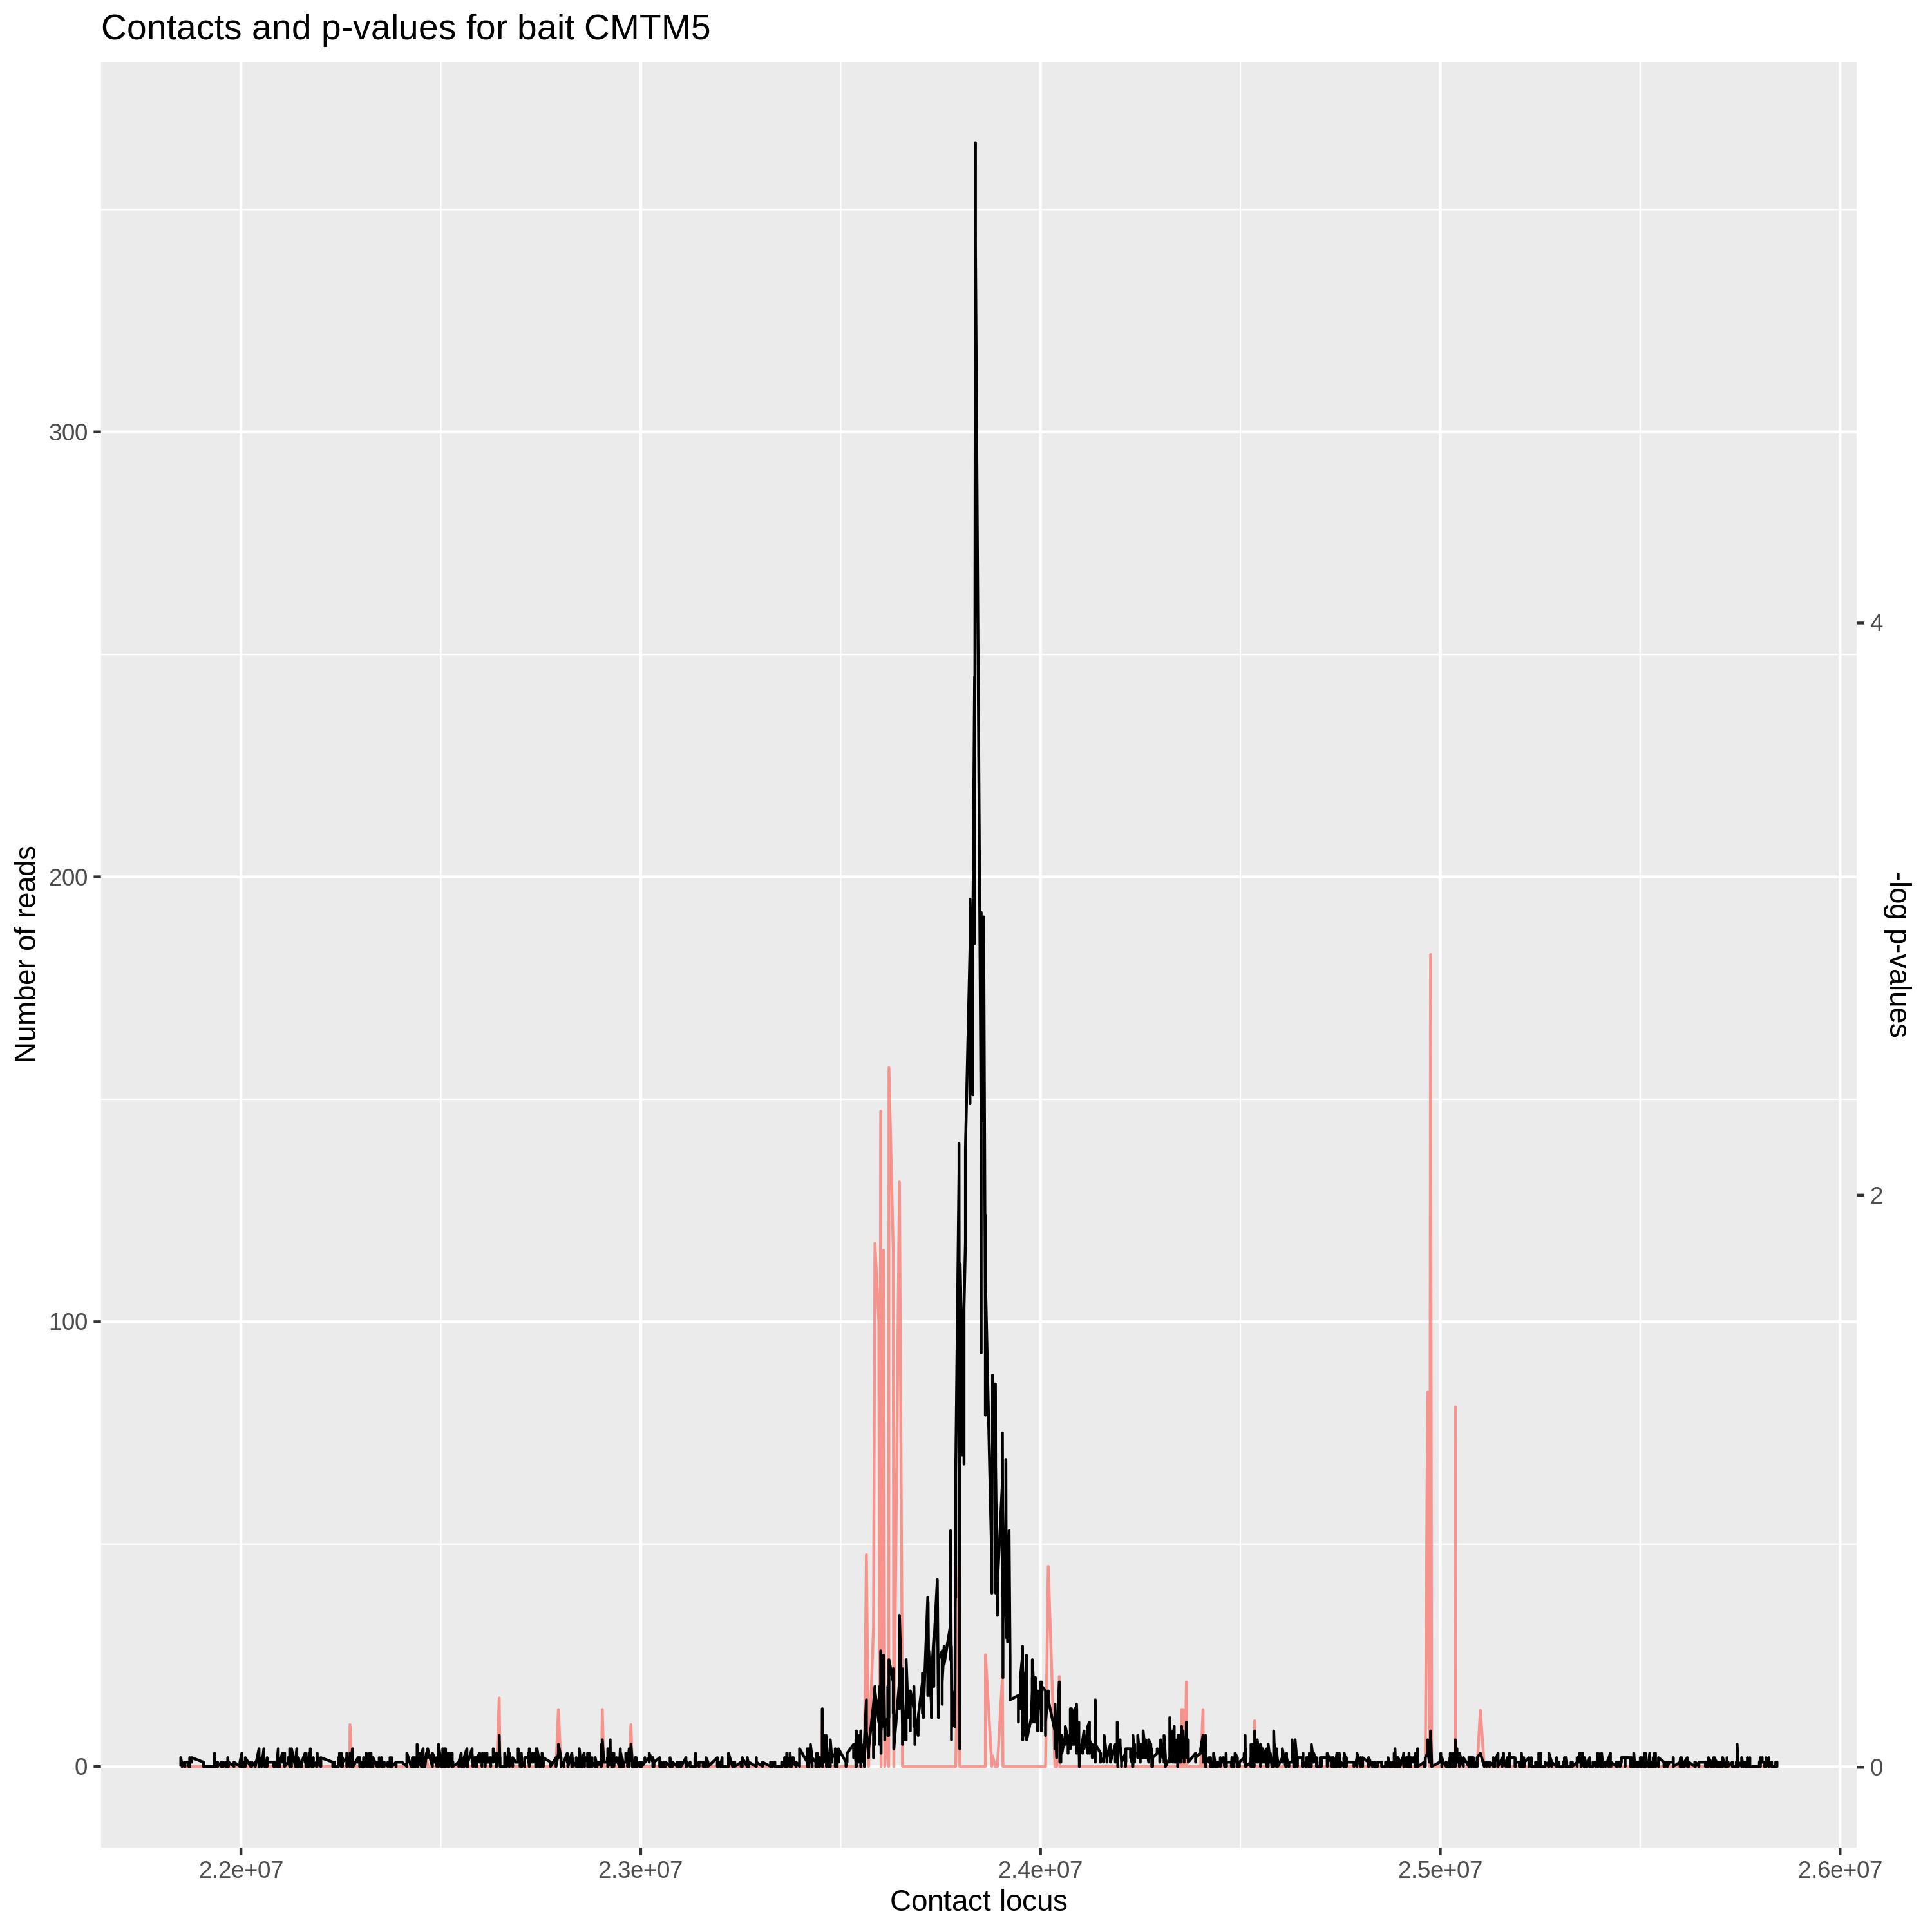 Contacts and p-values for bait CMTM5
Number of reads
300
200
100
0
4
2
0
-log p-values
2.2e+07 2.3e+07 2.4e+07 2.5e+07 2.6e+07
Contact locus